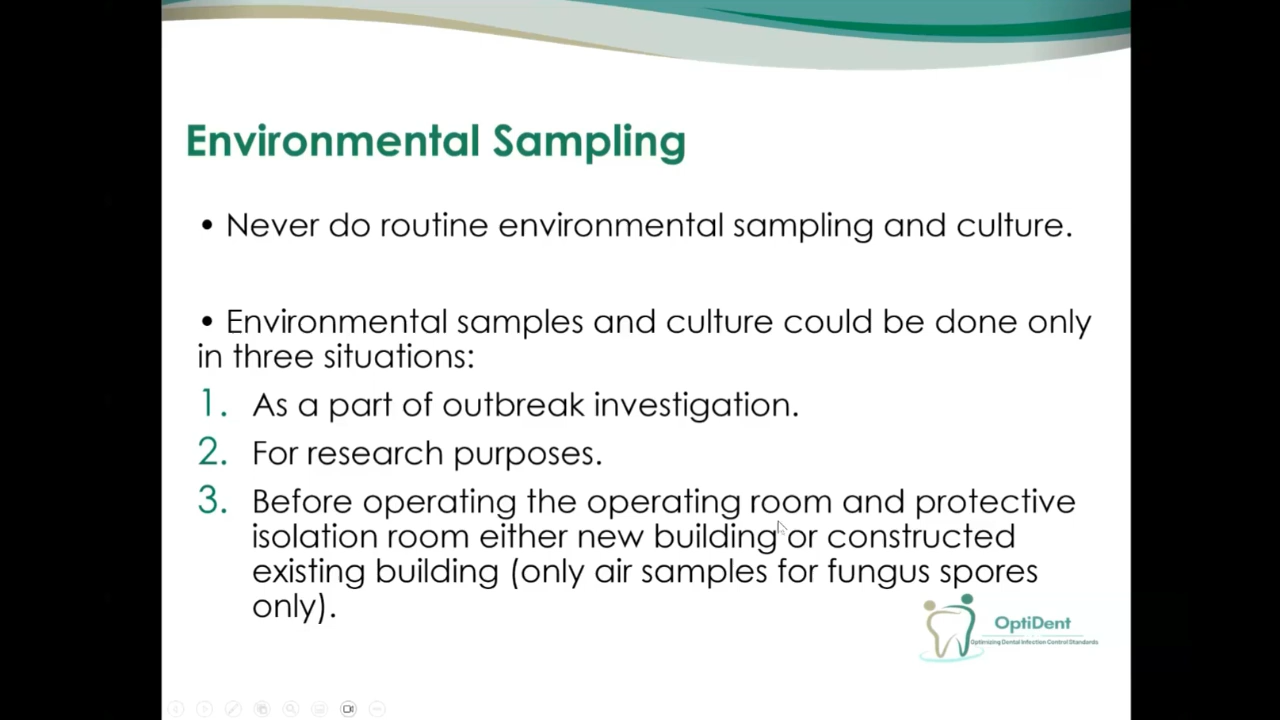 Environmental Sampling
• Never do routine environmental sampling and culture.
• Environmental samples and culture could be done only
in three situations:
1. As a part of outbreak investigation.
2. For research purposes.
3. Before operating the operating room and protective
isolation room either new building or constructed
existing building (only air samples for fungus spores
only).
OptiDent
Optimizing Dental Infection Control Standards